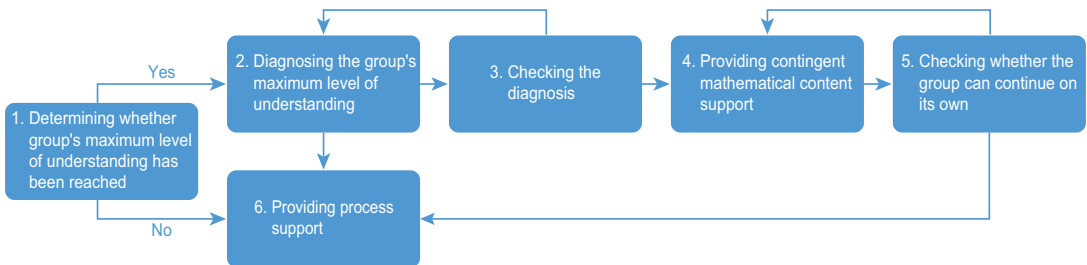 Yes
2. Diagnosing the group's
maximum level of
understanding
3. Checking the
diagnosis
4. Providing contingent
mathematical content
support
5. Checking whether the
group can continue on
its own
1. Determining whether
group's maximum level
of understanding has
been reached
No
6. Providing process
support